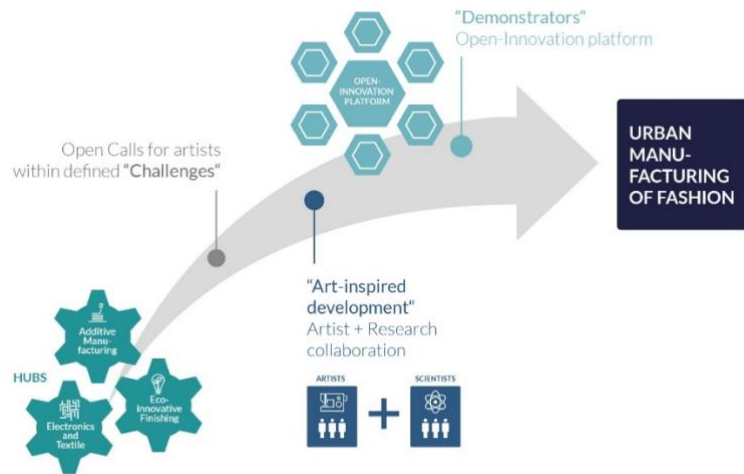 "Demonstrators"
Open-Innovation platform
OPEN-
INNOVATION
PLATFORM
URBAN
MANU-
FACTURING
OF FASHION
Open Calls for artists
within defined "Challenges"
"Art-inspired
development"
Artist + Research
collaboration
HUBS
Additive
Manu-
facturing
Eco-
Innovative
Finishing
Electronics
and
Textile
ARTISTS
+
SCIENTISTS